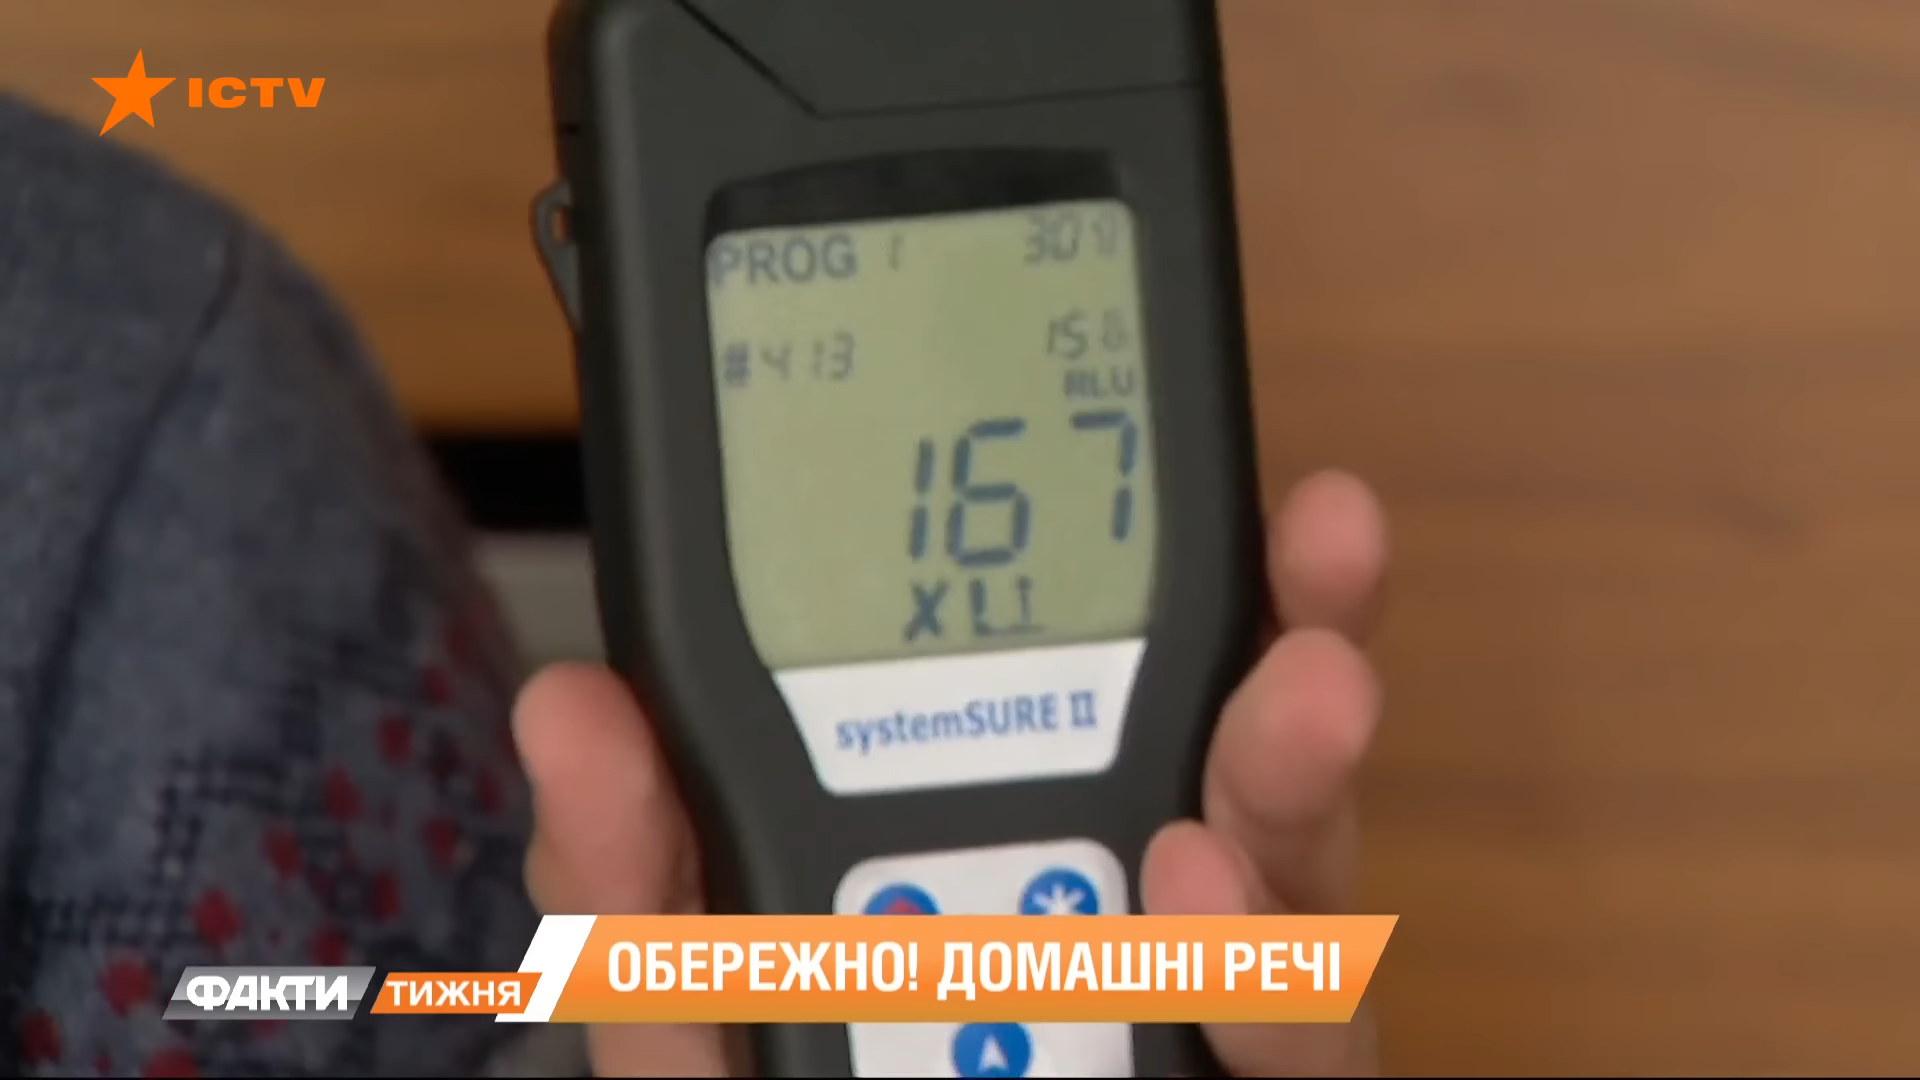 ICTV
PROG 1
#413
RLU
167
X
systemSURE II
ОБЕРЕЖНО! ДОМАШНІ РЕЧІ
ФАКТИ ТИЖНЯ